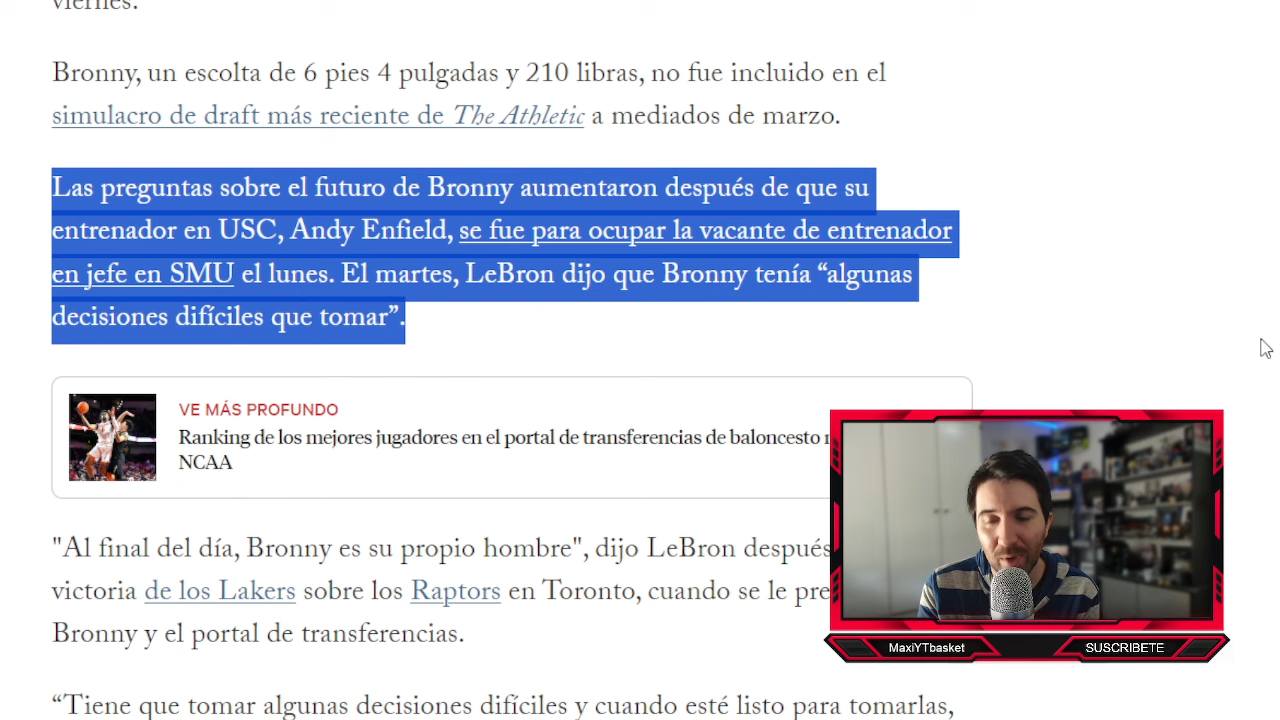 viernes.
Bronny, un escolta de 6 pies 4 pulgadas y 210 libras, no fue incluido en el
simulacro de draft más reciente de The Athletic a mediados de marzo.
Las preguntas sobre el futuro de Bronny aumentaron después de que su
entrenador en USC, Andy Enfield, se fue para ocupar la vacante de entrenador
en jefe en SMU el lunes. El martes, LeBron dijo que Bronny tenía “algunas
decisiones difíciles que tomar”.
VE MÁS PROFUNDO
Ranking de los mejores jugadores en el portal de transferencias de baloncesto
NCAA
"Al final del día, Bronny es su propio hombre", dijo LeBron después
victoria de los Lakers sobre los Raptors en Toronto, cuando se le
Bronny y el portal de transferencias.
“Tiene que tomar algunas decisiones difíciles y cuando esté listo para tomarlas,
MaxiYTbasket
SUSCRIBETE